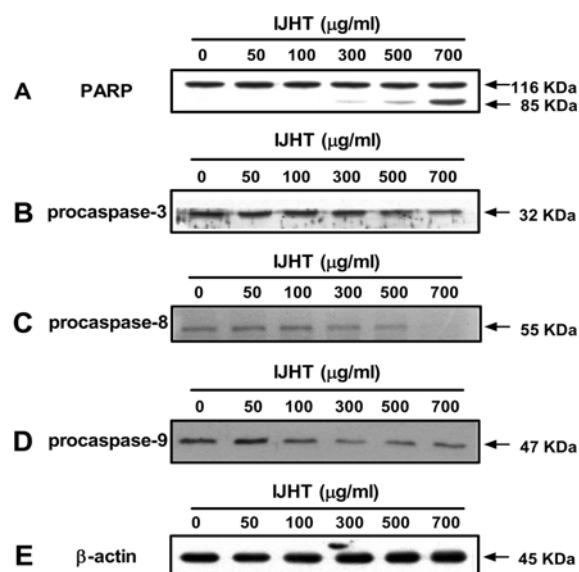 IJHT (μg/ml)
0 50 100 300 500 700
A PARP 116 KDa
85 KDa
IJHT (μg/ml)
0 50 100 300 500 700
B procaspase-3 32 KDa
IJHT (μg/ml)
0 50 100 300 500 700
C procaspase-8 55 KDa
IJHT (μg/ml)
0 50 100 300 500 700
D procaspase-9 47 KDa
IJHT (μg/ml)
0 50 100 300 500 700
E β-actin 45 KDa